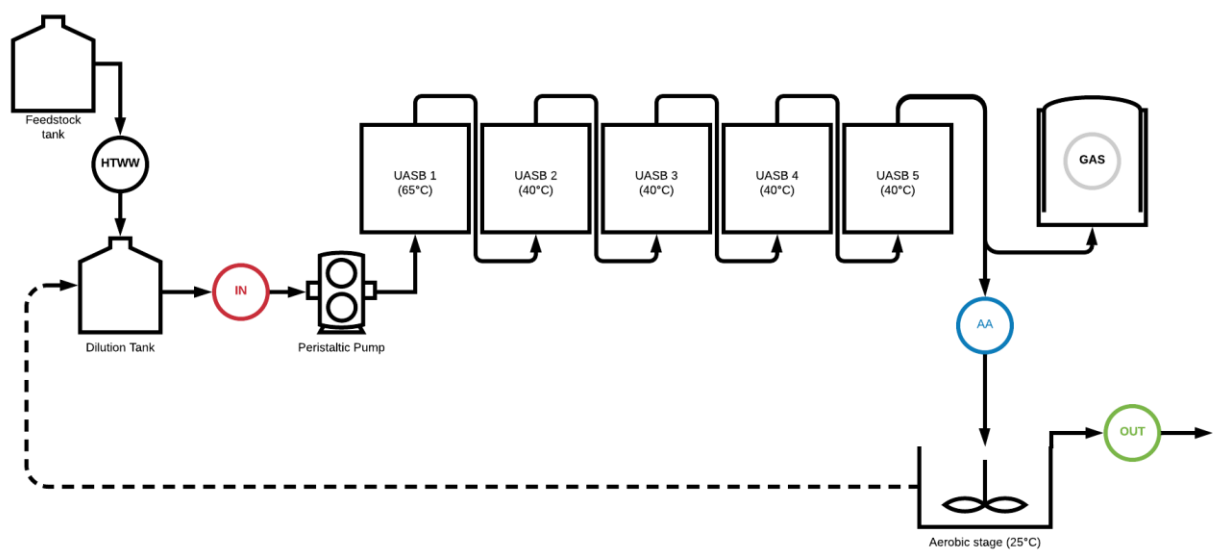 Feedstock
tank
HTWW
UASB 1
(65°C)
UASB 2
(40°C)
UASB 3
(40°C)
UASB 4
(40°C)
UASB 5
(40°C)
GAS
IN
Dilution Tank
Peristaltic Pump
AA
OUT
Aerobic stage (25°C)